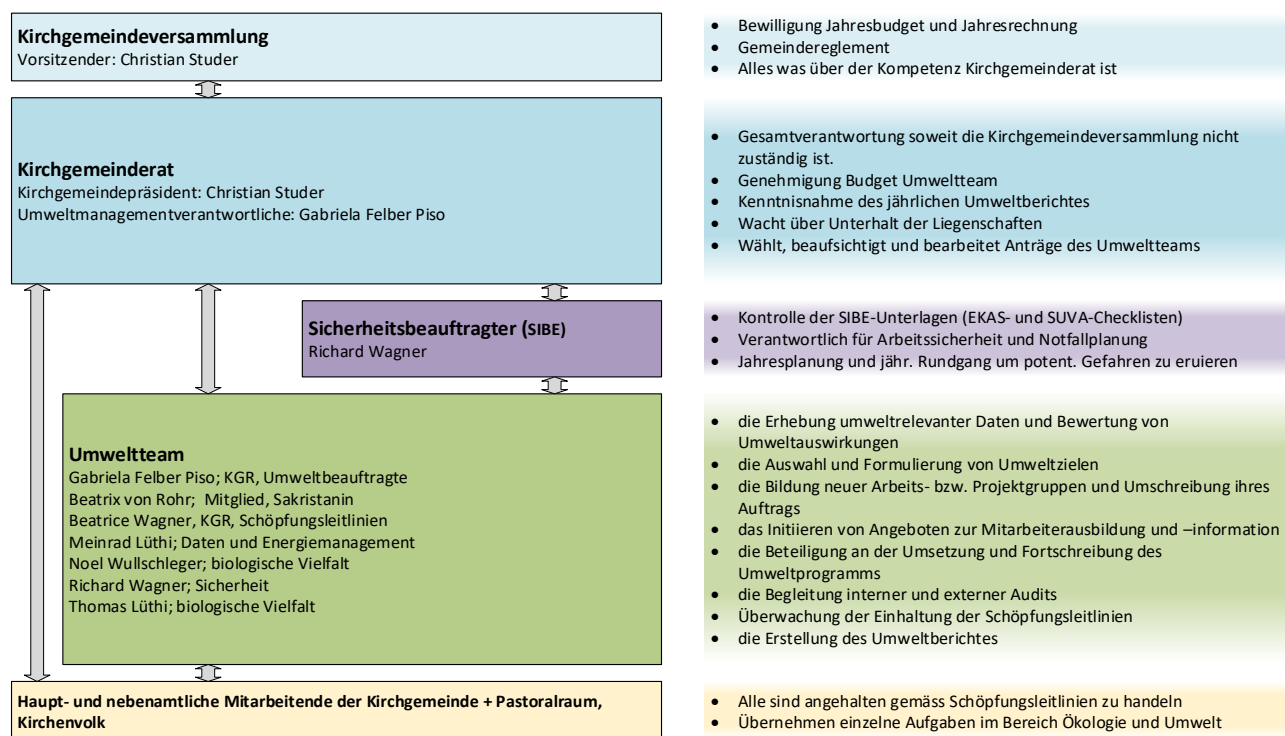 Kirchgemeindeversammlung
Vorsitzender: Christian Studer
• Bewilligung Jahresbudget und Jahresrechnung
• Gemeindereglement
• Alles was über der Kompetenz Kirchgemeinderat ist
Kirchgemeinderat
Kirchgemeindepräsident: Christian Studer
Umweltmanagementverantwortliche: Gabriela Felber Piso
• Gesamtverantwortung soweit die Kirchgemeindeversammlung nicht
zuständig ist.
• Genehmigung Budget Umweltteam
• Kenntnisnahme des jährlichen Umweltberichtes
• Wacht über Unterhalt der Liegenschaften
• Wählt, beaufsichtigt und bearbeitet Anträge des Umweltteams
Sicherheitsbeauftragter (SIBE)
Richard Wagner
• Kontrolle der SIBE-Unterlagen (EKAS- und SUVA-Checklisten)
• Verantwortlich für Arbeitssicherheit und Notfallplanung
• Jahresplanung und jähr. Rundgang um potent. Gefahren zu eruieren
Umweltteam
Gabriela Felber Piso; KGR, Umweltbeauftragte
Beatrix von Rohr; Mitglied, Sakristanin
Beatrice Wagner, KGR, Schöpfungsleitlinien
Meinrad Lüthi; Daten und Energiemanagement
Noel Wullschleger; biologische Vielfalt
Richard Wagner; Sicherheit
Thomas Lüthi; biologische Vielfalt
• die Erhebung umweltrelevanter Daten und Bewertung von
Umweltauswirkungen
• die Auswahl und Formulierung von Umweltzielen
• die Bildung neuer Arbeits- bzw. Projektgruppen und Umschreibung ihres
Auftrags
• das Initiieren von Angeboten zur Mitarbeiterausbildung und –information
• die Beteiligung an der Umsetzung und Fortschreibung des
Umweltprogramms
• die Begleitung interner und externer Audits
• Überwachung der Einhaltung der Schöpfungsleitlinien
• die Erstellung des Umweltberichtes
Haupt- und nebenamtliche Mitarbeitende der Kirchgemeinde + Pastoralraum,
Kirchenvolk
• Alle sind angehalten gemäss Schöpfungsleitlinien zu handeln
• Übernehmen einzelne Aufgaben im Bereich Ökologie und Umwelt